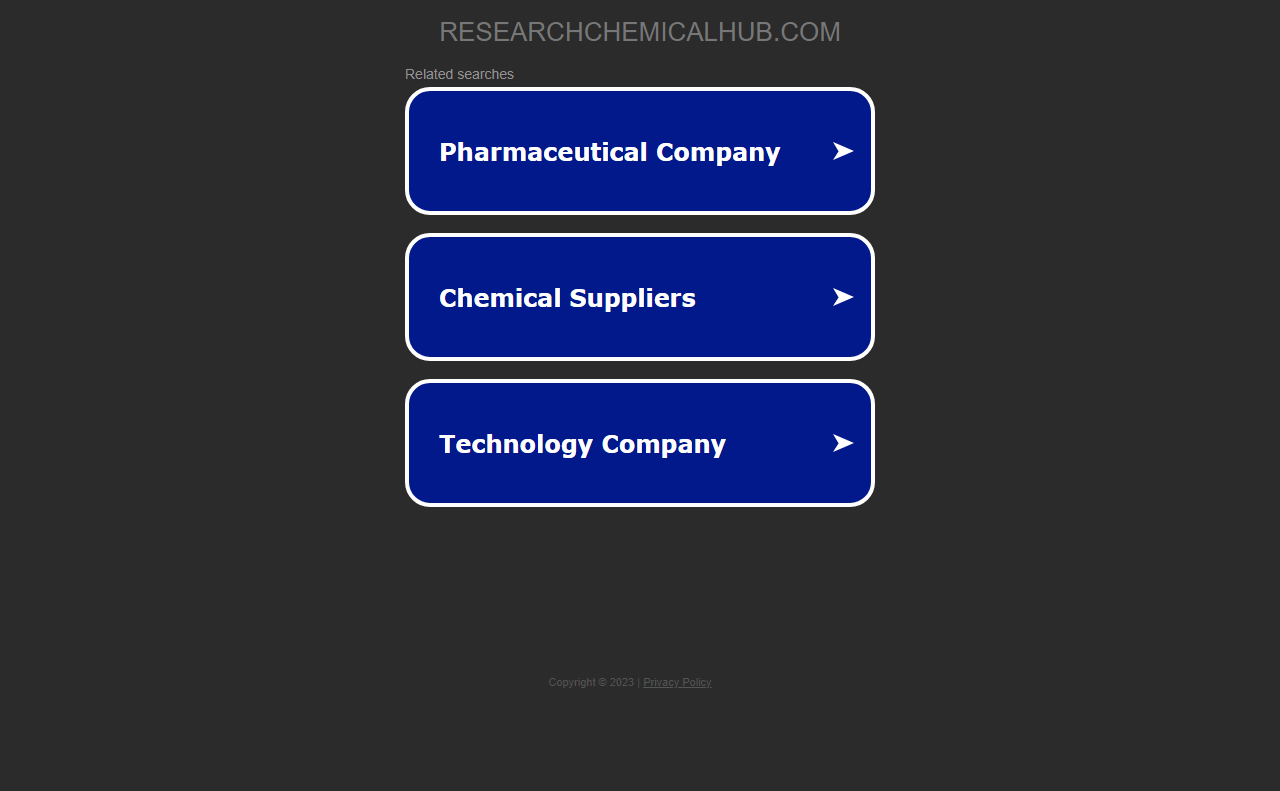 RESEARCHCHEMICALHUB.COM
Related searches
Pharmaceutical Company
Chemical Suppliers
Technology Company
Copyright © 2023 | Privacy Policy